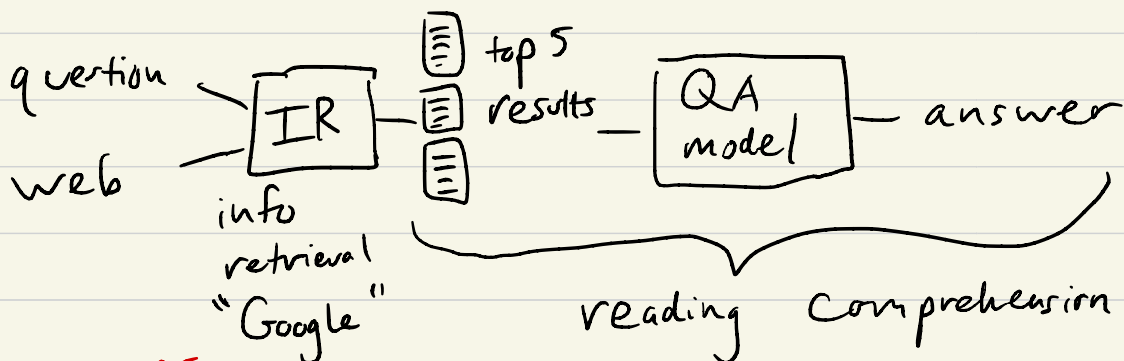 question
web
IR
info
retrieval
"Google"
top 5
results
QA
model
answer
reading comprehension